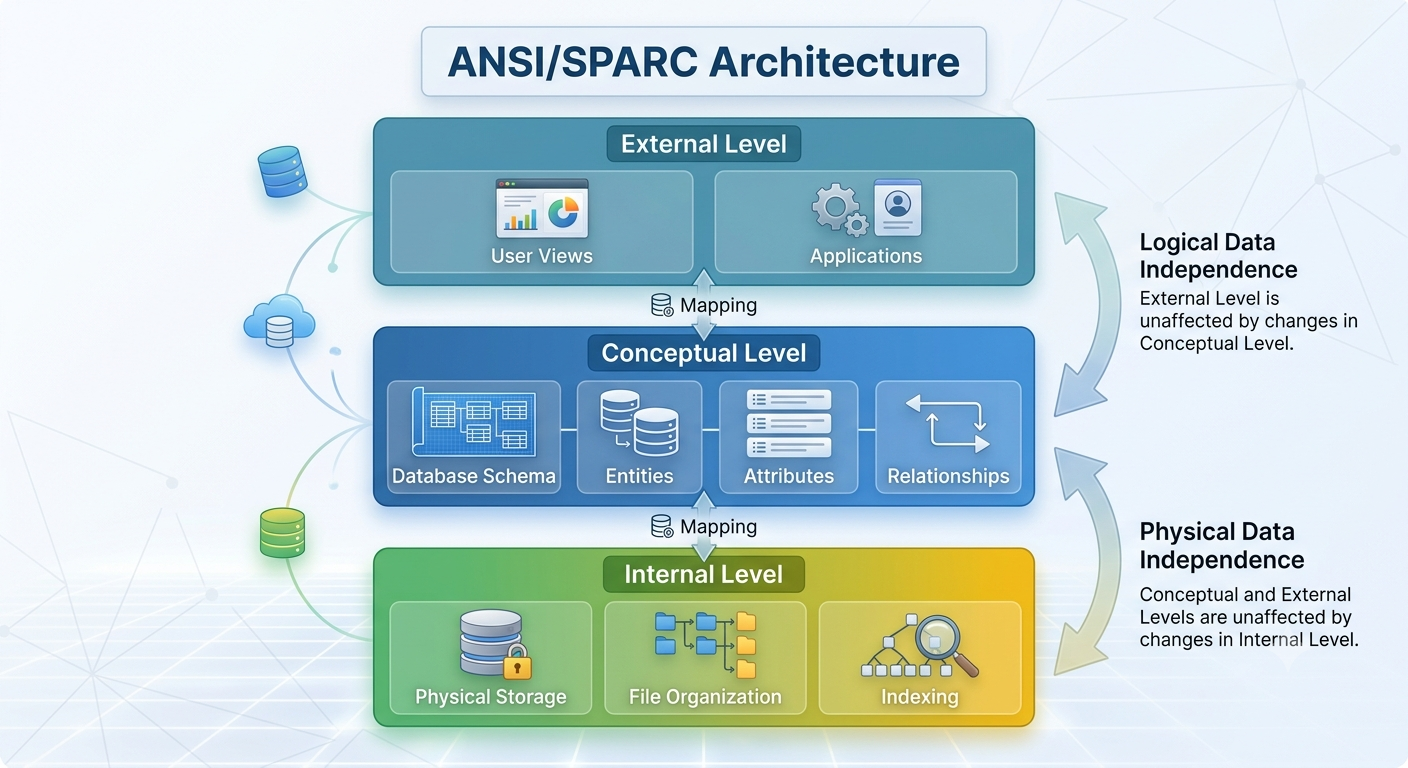 ANSI/SPARC Architecture
External Level
User Views
Applications
Mapping
Logical Data
Independence
External Level is
unaffected by changes in
Conceptual Level.
Conceptual Level
Database Schema
Entities
Attributes
Relationships
Mapping
Physical Data
Independence
Conceptual and External
Levels are unaffected by
changes in Internal Level.
Internal Level
Physical Storage
File Organization
Indexing